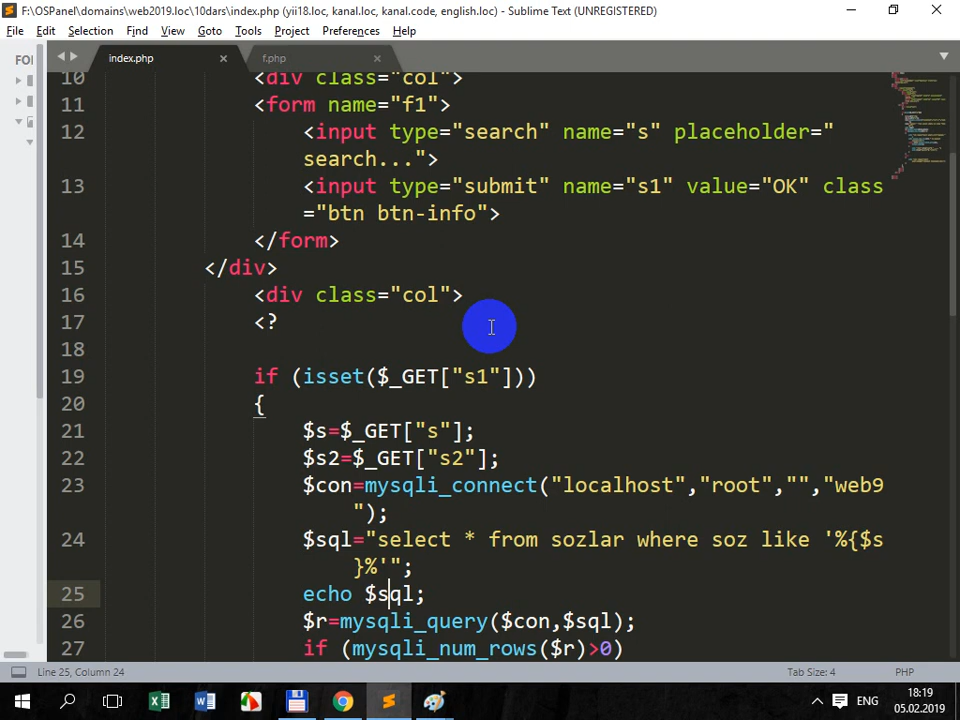 F:\OSPanel\domains\web2019.loc\10dars\index.php (yii18.loc, kanal.loc, kanal.code, english.loc) - Sublime Text (UNREGISTERED)
File Edit Selection Find View Goto Tools Project Preferences Help
FO
index.php
f.php
10 <div class="col">
11 <form name="f1">
12 <input type="search" name="s" placeholder="
search...">
13 <input type="submit" name="s1" value="OK" class
="btn btn-info">
14 </form>
15 </div>
16 <div class="col">
17 <?
18
19 if (isset($_GET["s1"]))
20 {
21 $s=$_GET["s"];
22 $s2=$_GET["s2"];
23 $con=mysqli_connect("localhost","root","","web9
");
24 $sql="select * from sozlar where soz like '%{$s
}%'";
25 echo $sql;
26 $r=mysqli_query($con,$sql);
27 if (mysqli_num_rows($r)>0)
Line 25, Column 24
Tab Size: 4
PHP
ENG
18:19
05.02.2019